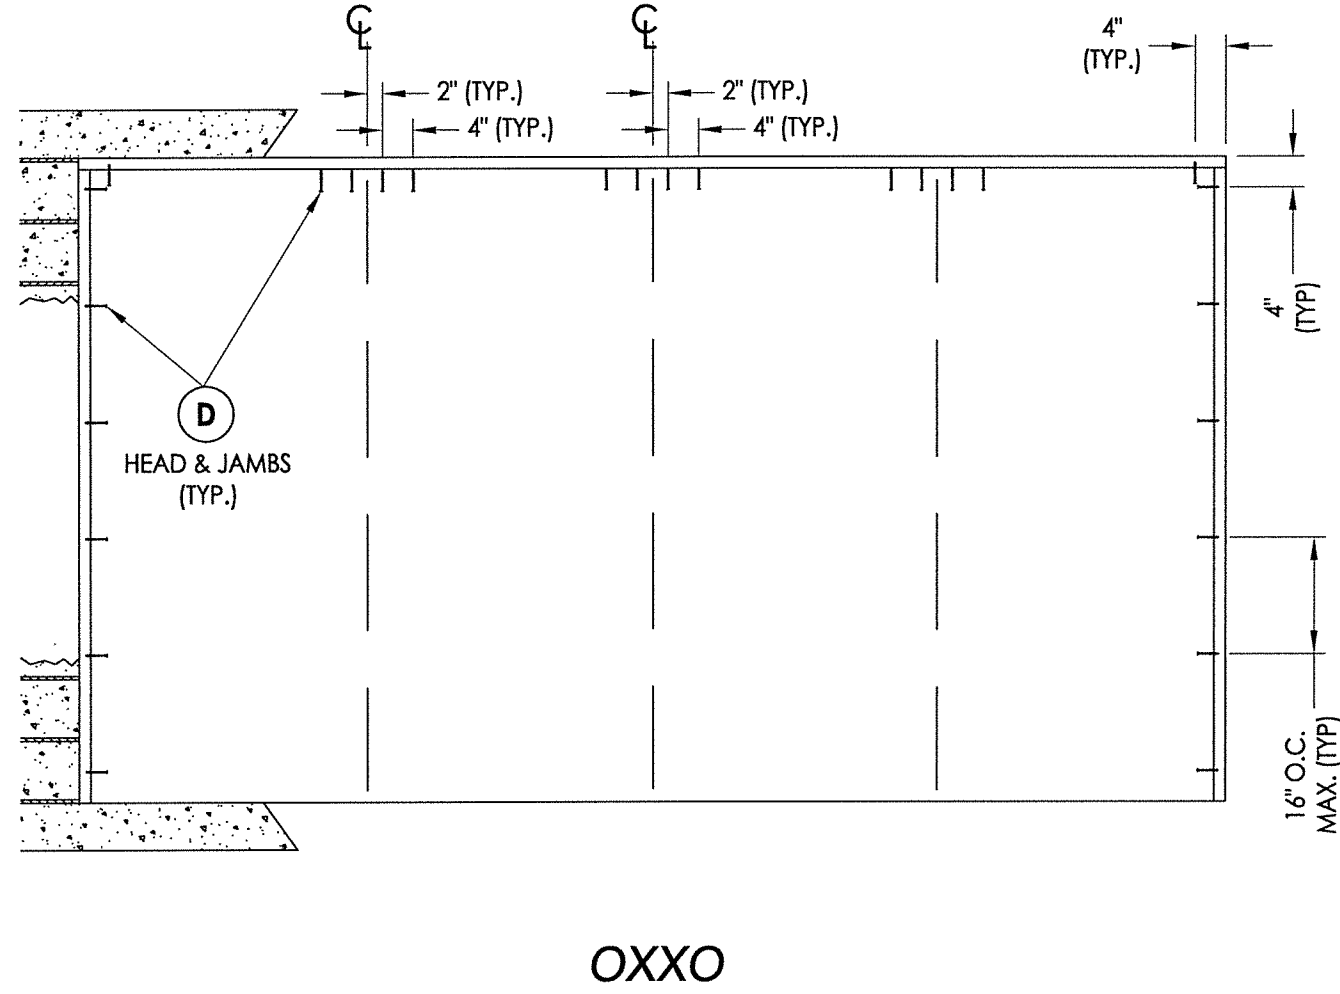 ℄
℄
4"
(TYP.)
2" (TYP.)
2" (TYP.)
4" (TYP.)
4" (TYP.)
4"
(TYP)
D
HEAD & JAMBS
(TYP.)
16" O.C.
MAX. (TYP)
OXXO